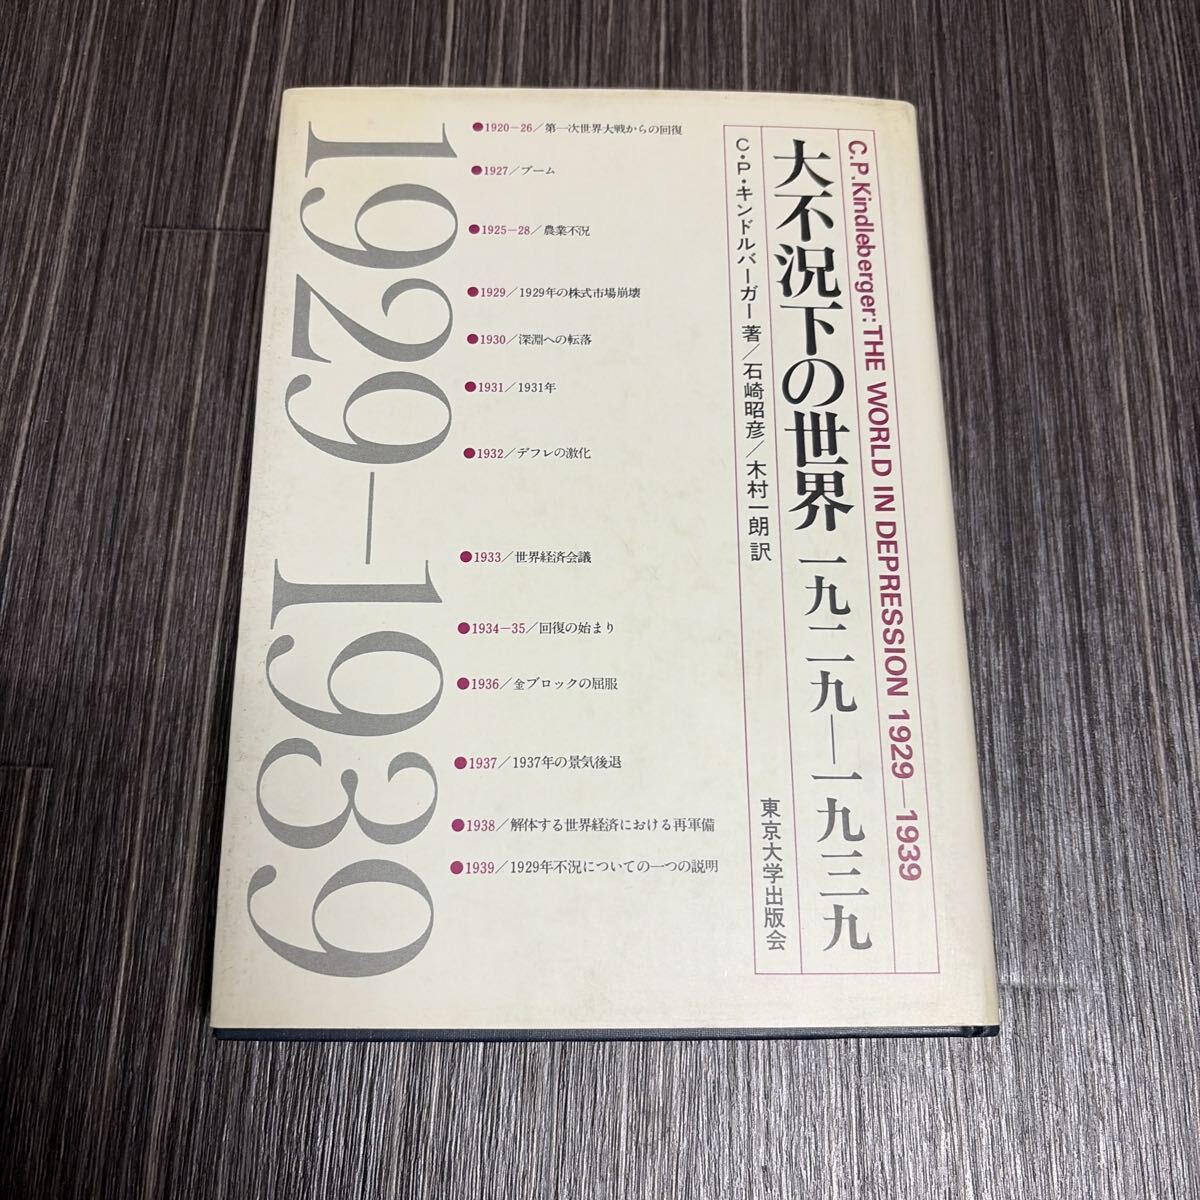 C.P.Kindleberger: THE WORLD IN DEPRESSION 1929—1939
大不況下の世界 一九二九—一九三九
C・P・キンドルバーガー 著／石崎昭彦／木村一朗 訳
東京大学出版会
●1920−26／第一次世界大戦からの回復
●1927／ブーム
●1925−28／農業不況
●1929／1929年の株式市場崩壊
●1930／深淵への転落
●1931／1931年
●1932／デフレの激化
●1933／世界経済会議
●1934−35／回復の始まり
●1936／金ブロックの屈服
●1937／1937年の景気後退
●1938／解体する世界経済における再軍備
●1939／1929年不況についての一つの説明
1929—1939